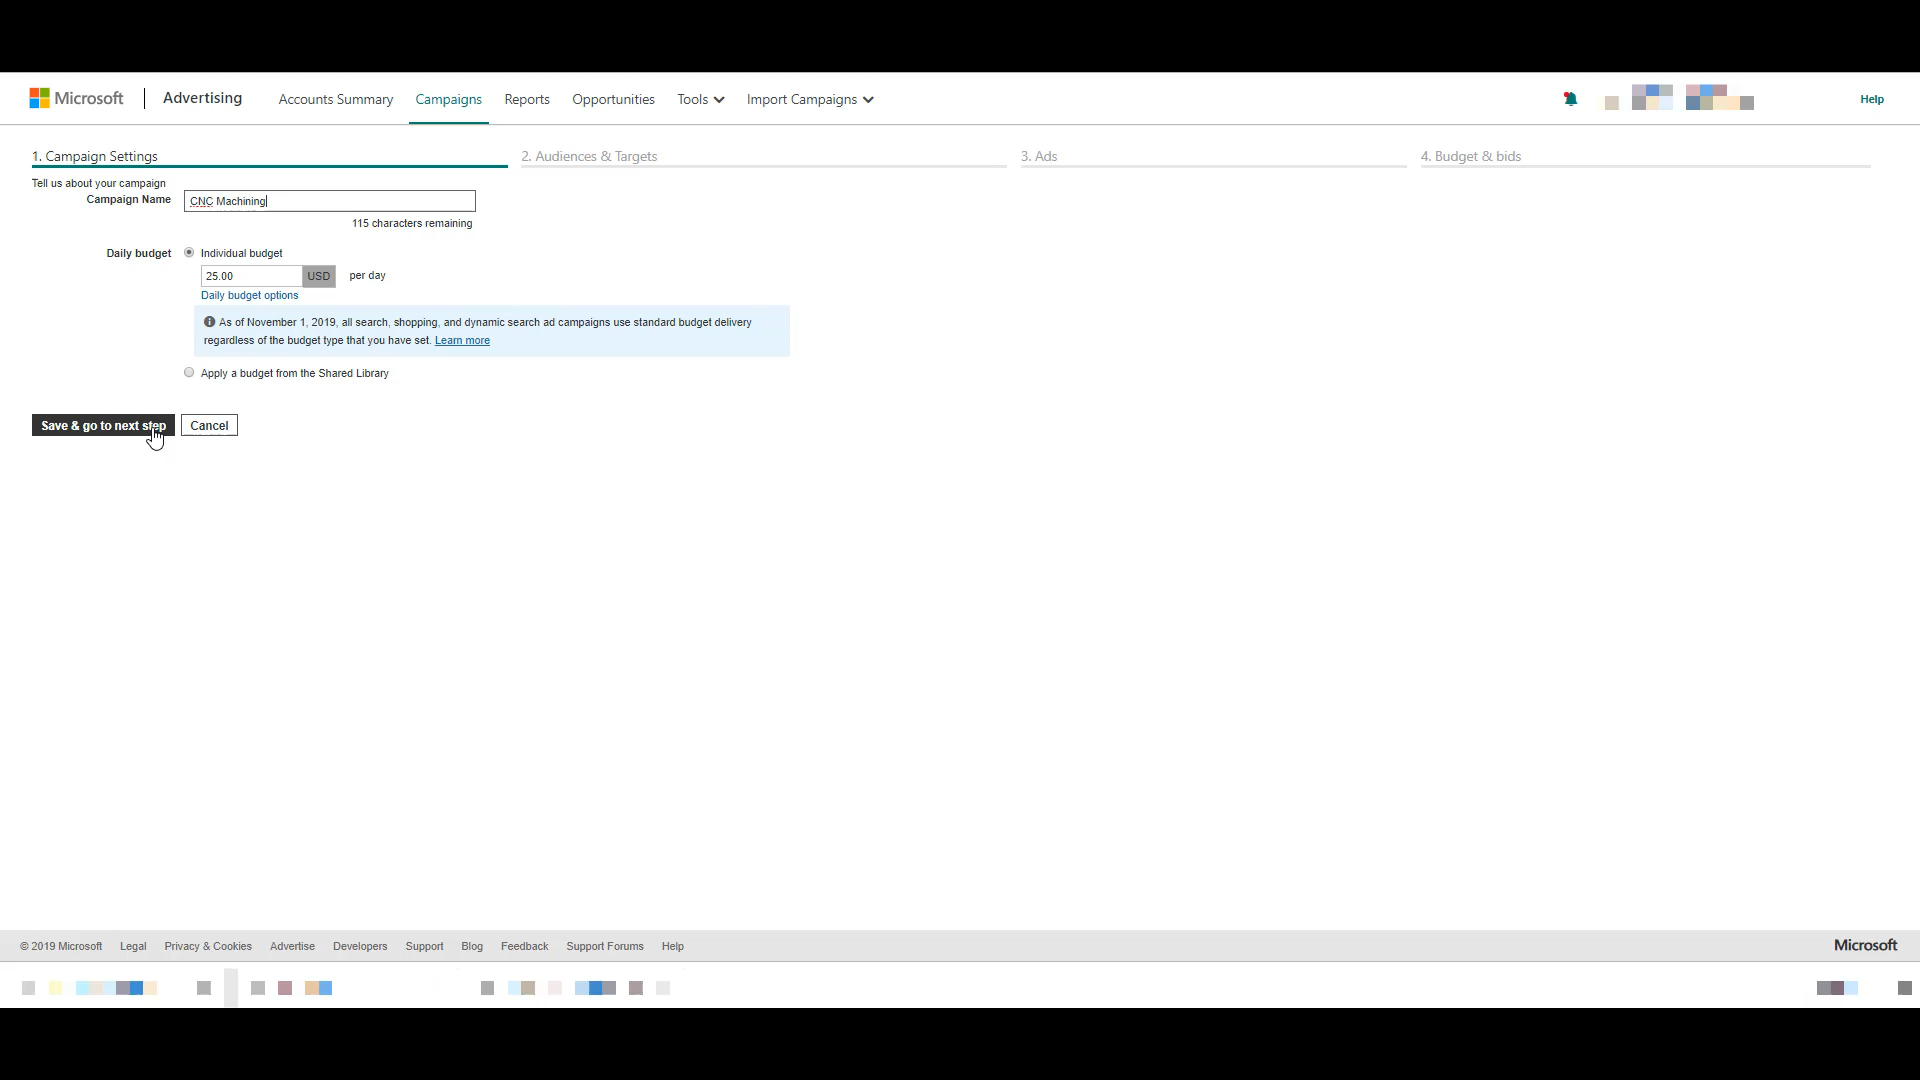 Microsoft | Advertising Accounts Summary Campaigns Reports Opportunities Tools Import Campaigns Help
1. Campaign Settings 2. Audiences & Targets 3. Ads 4. Budget & bids
Tell us about your campaign
Campaign Name CNC Machining
115 characters remaining
Daily budget Individual budget
25.00 USD per day
Daily budget options
As of November 1, 2019, all search, shopping, and dynamic search ad campaigns use standard budget delivery
regardless of the budget type that you have set. Learn more
Apply a budget from the Shared Library
Save & go to next step Cancel
© 2019 Microsoft Legal Privacy & Cookies Advertise Developers Support Blog Feedback Support Forums Help Microsoft